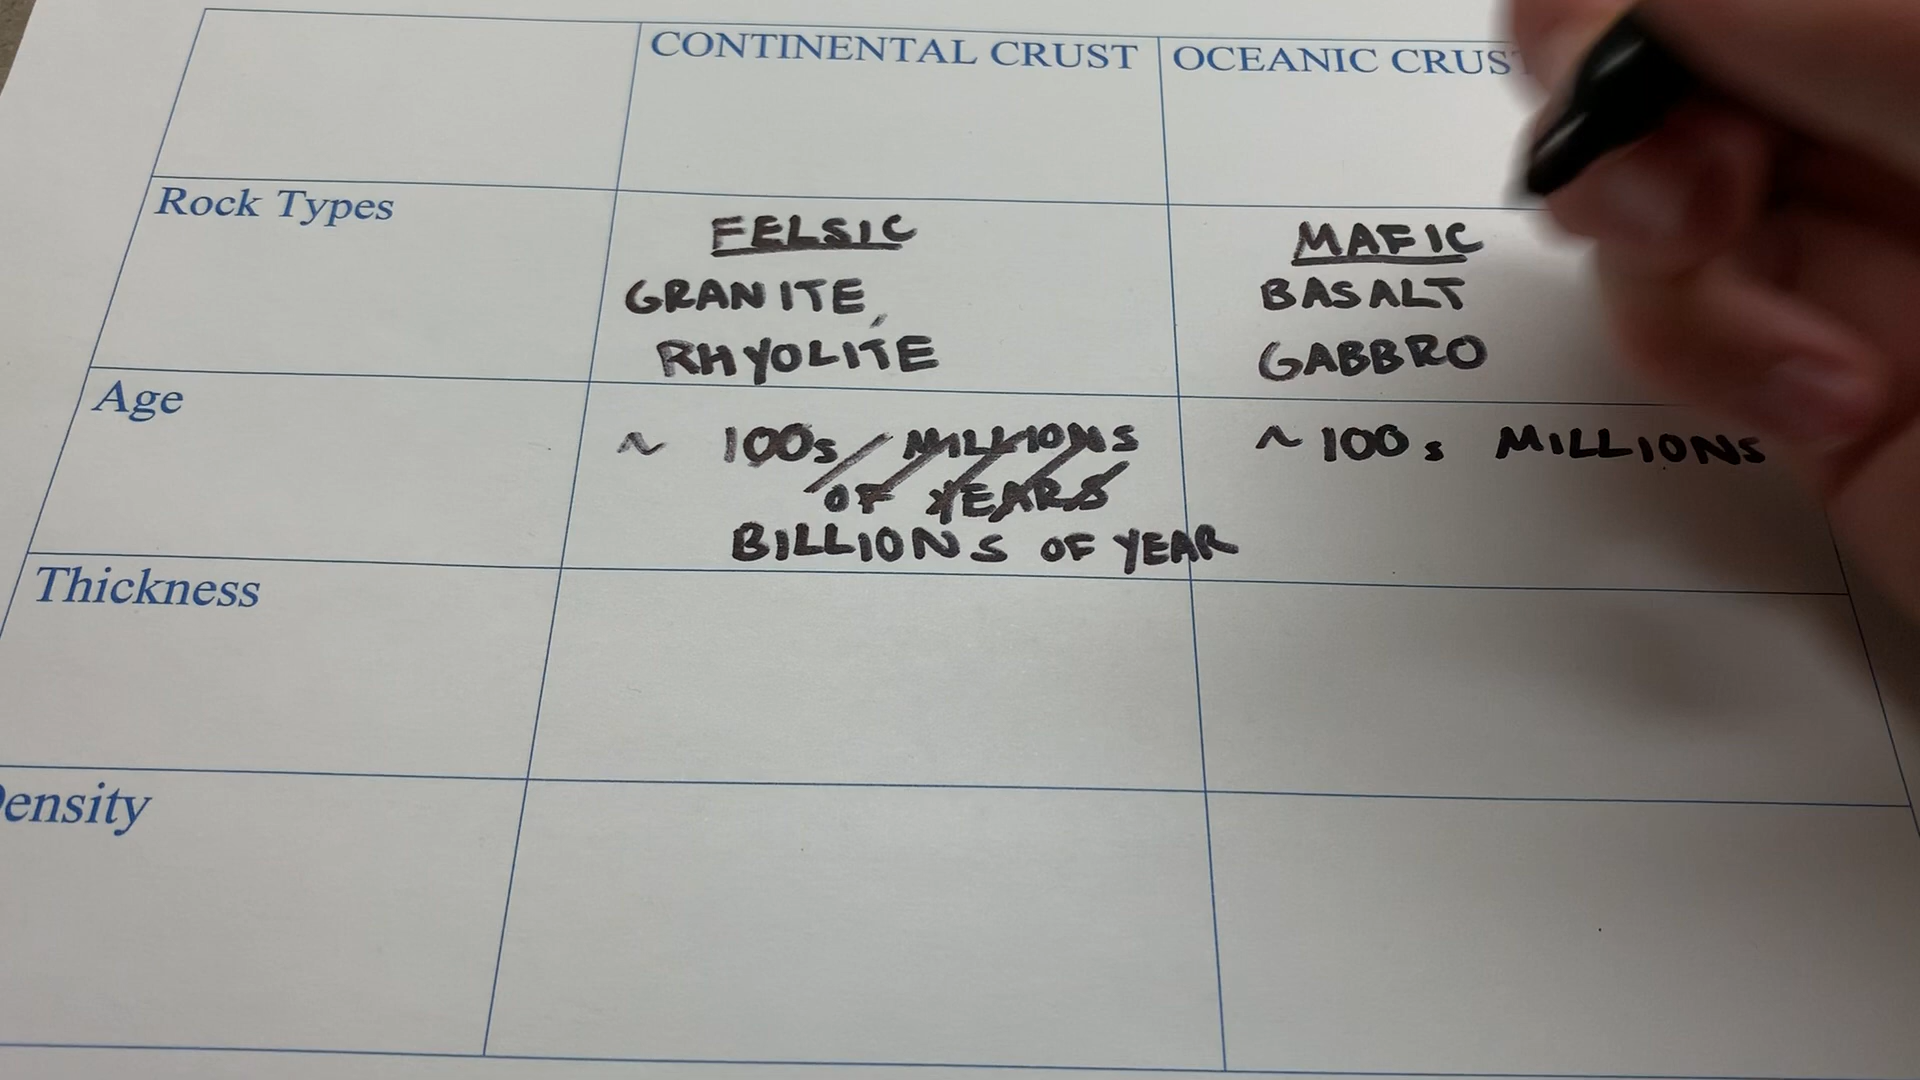 CONTINENTAL CRUST
OCEANIC CRUS
Rock Types
FELSIC
GRANITE,
RHYOLITE
MAFIC
BASALT
GABBRO
Age
~ 100s MILLIONS
OF YEARS
BILLIONS OF YEAR
~ 100s MILLIONS
Thickness
ensity